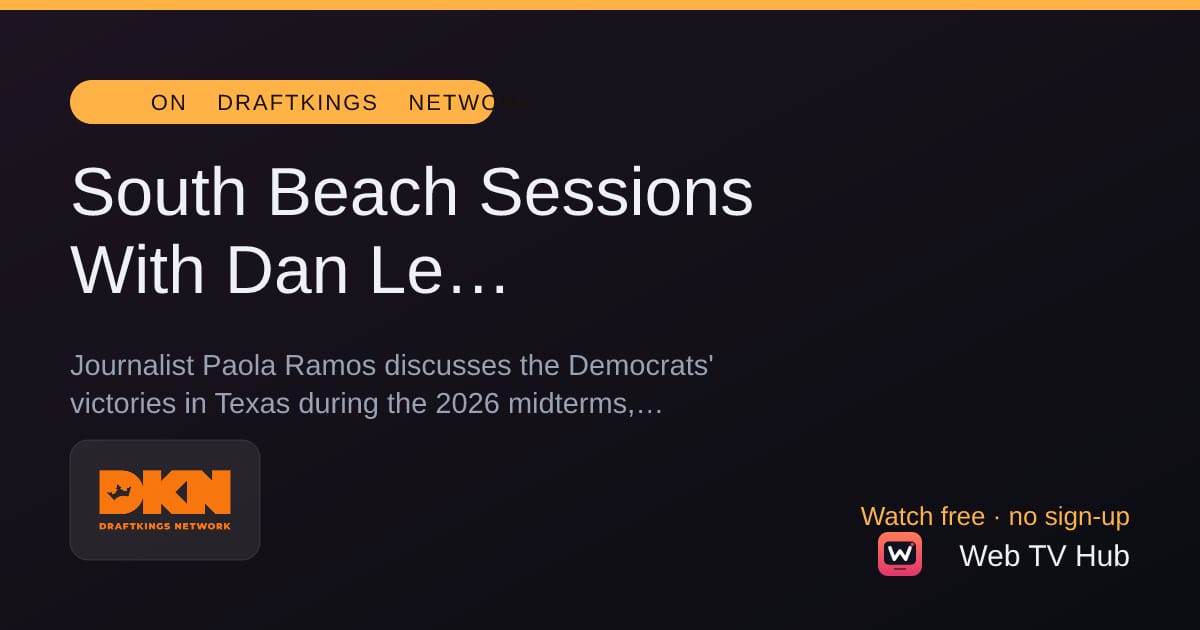 ON DRAFTKINGS NETWORK
South Beach Sessions
With Dan Le…
Journalist Paola Ramos discusses the Democrats'
victories in Texas during the 2026 midterms,…
DKN
DRAFTKINGS NETWORK
Watch free · no sign-up
W
Web TV Hub